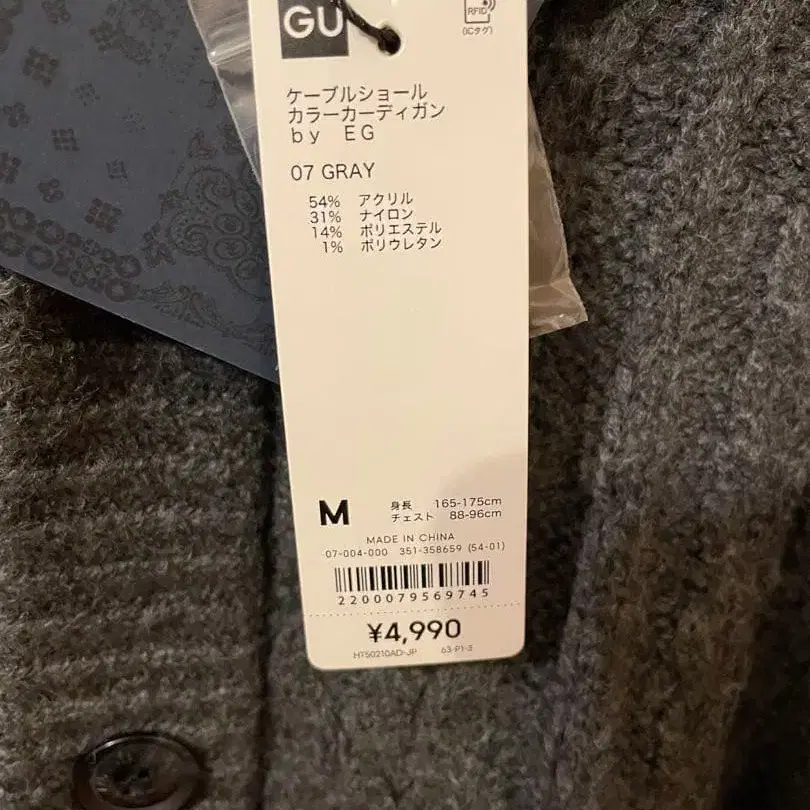 GU
RFID
(ICタグ)
ケーブルショール
カラーカーディガン
by EG
07 GRAY
54% アクリル
31% ナイロン
14% ポリエステル
1% ポリウレタン
M
身長 165-175cm
チェスト 88-96cm
MADE IN CHINA
07-004-000 351-358659 (54-01)
2200079569745
¥4,990
HT50210AD-JP 63-P1-3